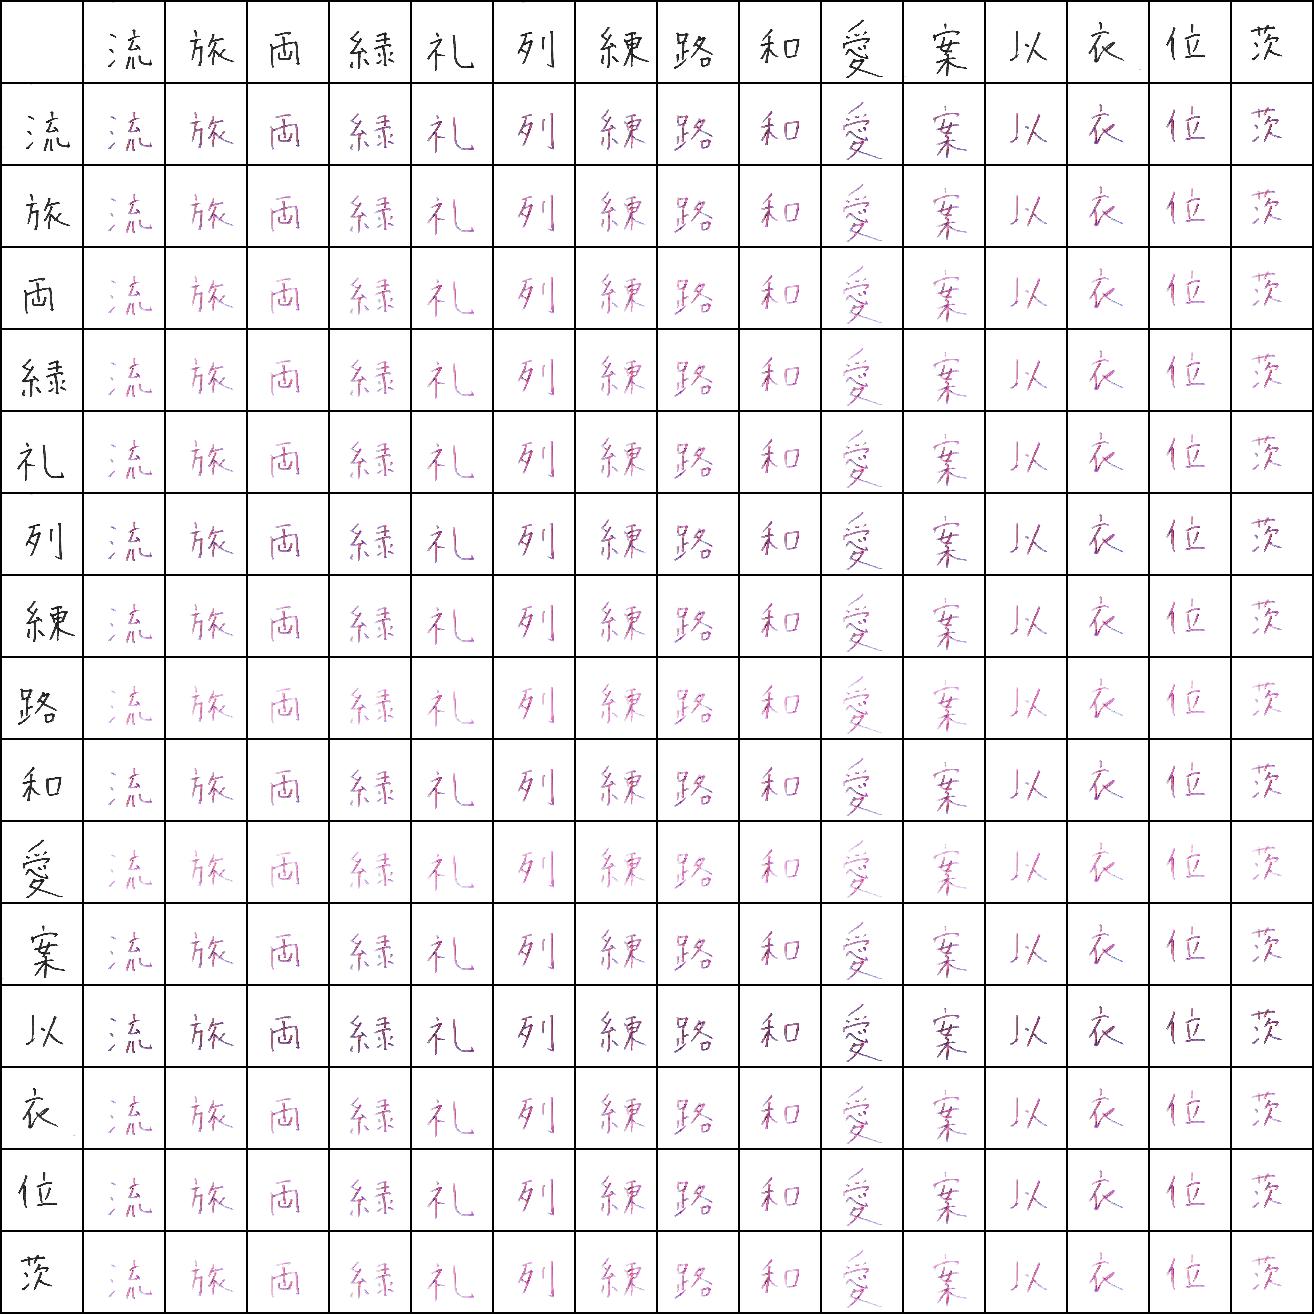 流 旅 両 緑 礼 列 練 路 和 愛 案 以 衣 位 茨
流 流 旅 両 緑 礼 列 練 路 和 愛 案 以 衣 位 茨
旅 流 旅 両 緑 礼 列 練 路 和 愛 案 以 衣 位 茨
両 流 旅 両 緑 礼 列 練 路 和 愛 案 以 衣 位 茨
緑 流 旅 両 緑 礼 列 練 路 和 愛 案 以 衣 位 茨
礼 流 旅 両 緑 礼 列 練 路 和 愛 案 以 衣 位 茨
列 流 旅 両 緑 礼 列 練 路 和 愛 案 以 衣 位 茨
練 流 旅 両 緑 礼 列 練 路 和 愛 案 以 衣 位 茨
路 流 旅 両 緑 礼 列 練 路 和 愛 案 以 衣 位 茨
和 流 旅 両 緑 礼 列 練 路 和 愛 案 以 衣 位 茨
愛 流 旅 両 緑 礼 列 練 路 和 愛 案 以 衣 位 茨
案 流 旅 両 緑 礼 列 練 路 和 愛 案 以 衣 位 茨
以 流 旅 両 緑 礼 列 練 路 和 愛 案 以 衣 位 茨
衣 流 旅 両 緑 礼 列 練 路 和 愛 案 以 衣 位 茨
位 流 旅 両 緑 礼 列 練 路 和 愛 案 以 衣 位 茨
茨 流 旅 両 緑 礼 列 練 路 和 愛 案 以 衣 位 茨